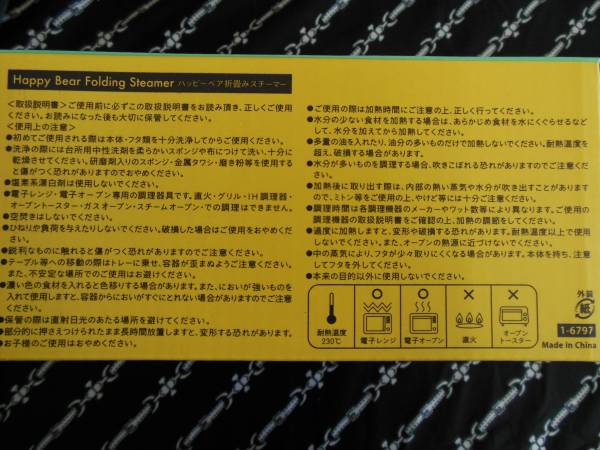 Happy Bear Folding Steamer ハッピーベア折畳みスチーマー
<取扱説明書>ご使用前に必ずこの取扱説明書をお読み頂き、正しくご使用
ください。お読みになった後も大切に保管してください。
<使用上の注意>
●初めてご使用される際は本体・フタ類を十分洗浄してからご使用ください。
●洗浄の際には台所用中性洗剤を柔らかいスポンジや布につけて洗い、十分に
乾燥させてください。研磨剤入りのスポンジ・金属タワシ・磨き粉等を使用すると
傷がつく恐れがありますのでおやめください。
●塩素系漂白剤は使用しないでください。
●電子レンジ・電子オーブン専用の調理器具です。直火・グリル・IH調理器・
オーブントースター・ガスオーブン・スチームオーブンでの調理はできません。
●空焚きはしないでください。
●ひねりや負荷を与えたりしないでください。破損した場合はご使用をおやめくだ
さい。
●鋭利なものに触れると傷がつく恐れがありますのでご注意ください。
●テーブル等への移動の際はトレーに乗せ、容器が歪まぬようご注意ください。
また、不安定な場所でのご使用はお避けください。
●濃い色の食材を入れると色移りする場合があります。また、においが強いものを
入れて使用しますと、容器からにおいがすぐにとれない場合がありますのでご注意
ください。
●保管の際は直射日光のあたる場所を避けてください。
●部分的に押さえつけられたまま長時間放置しますと、変形する恐れがあります。
●お子様のご使用はおやめください。
●ご使用の際は加熱時間にご注意の上、正しく行ってください。
●水分の少ない食材を加熱する場合は、あらかじめ食材を水にくぐらせるなど
して、水分を加えてから加熱してください。
●多量の油を入れたり、油分の多いものだけで加熱しないでください。耐熱温度を
超え、破損する場合があります。
●水分が多いものを調理する場合、吹きこぼれる恐れがありますのでご注意くださ
い。
●加熱後に取り出す際は、内部の熱い蒸気や水分が吹き出すことがあります
ので、ミトン等をご使用の上、やけど等には十分ご注意ください。
●調理時間は各調理機器のメーカーやワット数等により異なります。ご使用の
調理機器の取扱説明書をご確認の上、加熱の調節をしてください。
●過度に加熱しますと、変形や破損する恐れがあります。耐熱温度以上で使用
しないでください。また、オーブンの熱源に近づけないでください。
●中の蒸気により、フタが少々取りにくくなる場合があります。本体を持ち、注意
してフタを外してください。
●本来の目的以外に使用しないでください。
耐熱温度
230℃
電子レンジ
電子オーブン
直火
オーブン
トースター
外装
紙
1-6797
Made in China